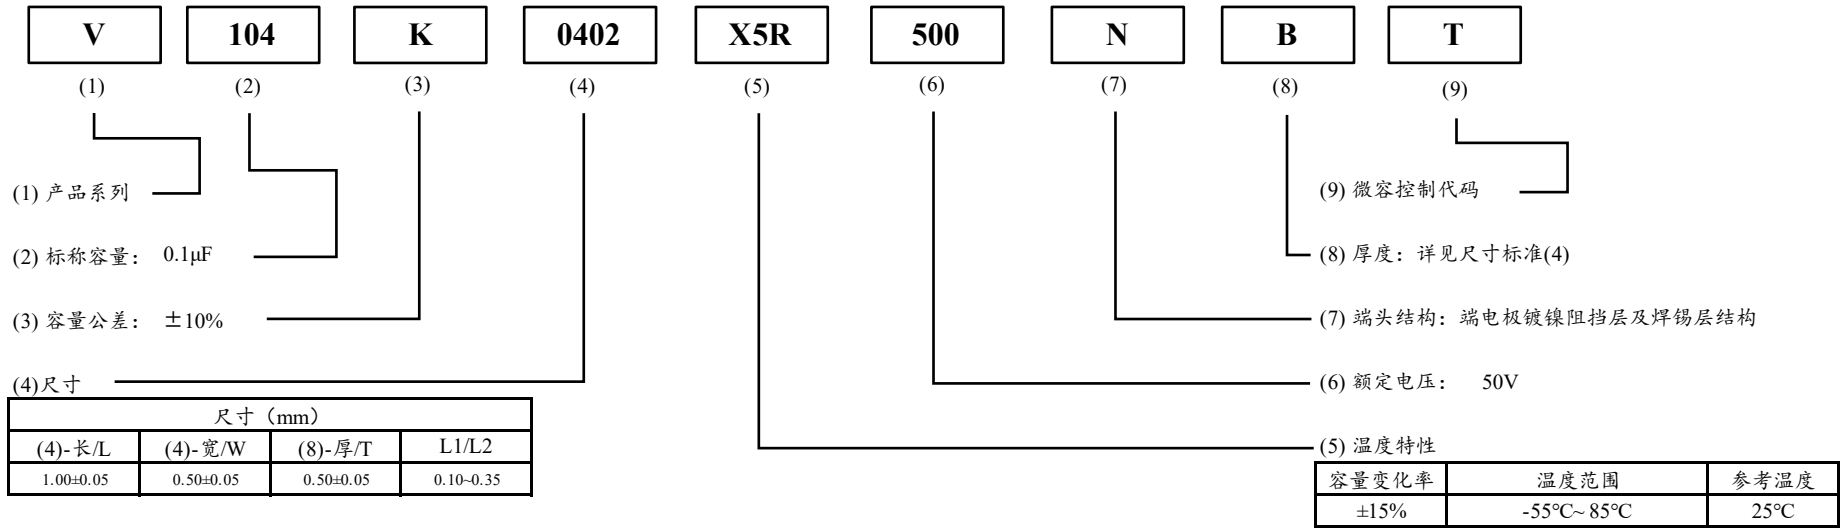 V 104 K 0402 X5R 500 N B T
(1) (2) (3) (4) (5) (6) (7) (8) (9)
(1) 产品系列
(9) 微容控制代码
(2) 标称容量： 0.1μF
(8) 厚度：详见尺寸标准(4)
(3) 容量公差： ±10%
(7) 端头结构：端电极镀镍阻挡层及焊锡层结构
(4)尺寸
(6) 额定电压： 50V
尺寸（mm）
(4)-长/L (4)-宽/W (8)-厚/T L1/L2
1.00±0.05 0.50±0.05 0.50±0.05 0.10~0.35
(5) 温度特性
容量变化率 温度范围 参考温度
±15% -55℃~ 85℃ 25℃